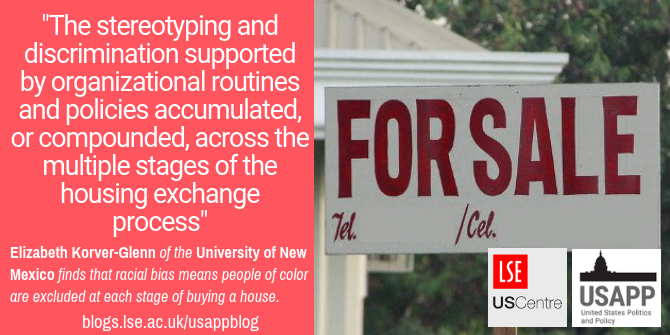 "The stereotyping and
discrimination supported
by organizational routines
and policies accumulated,
or compounded, across the
multiple stages of the
housing exchange
process"
Elizabeth Korver-Glenn of the University of New
Mexico finds that racial bias means people of color
are excluded at each stage of buying a house.
blogs.lse.ac.uk/usappblog
FOR SALE
Tel. /Cel.
LSE
USCentre
USAPP
United States Politics
and Policy